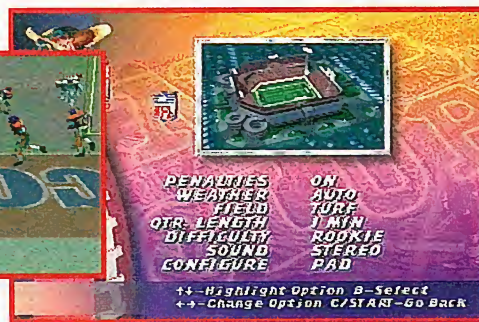 PENALTIES ON
WEATHER AUTO
FIELD TURF
QTR. LENGTH 1 MIN
DIFFICULTY ROOKIE
SOUND STEREO
CONFIGURE PAD
↑↓-Highlight Option B-Select
←→-Change Option C/START-Go Back